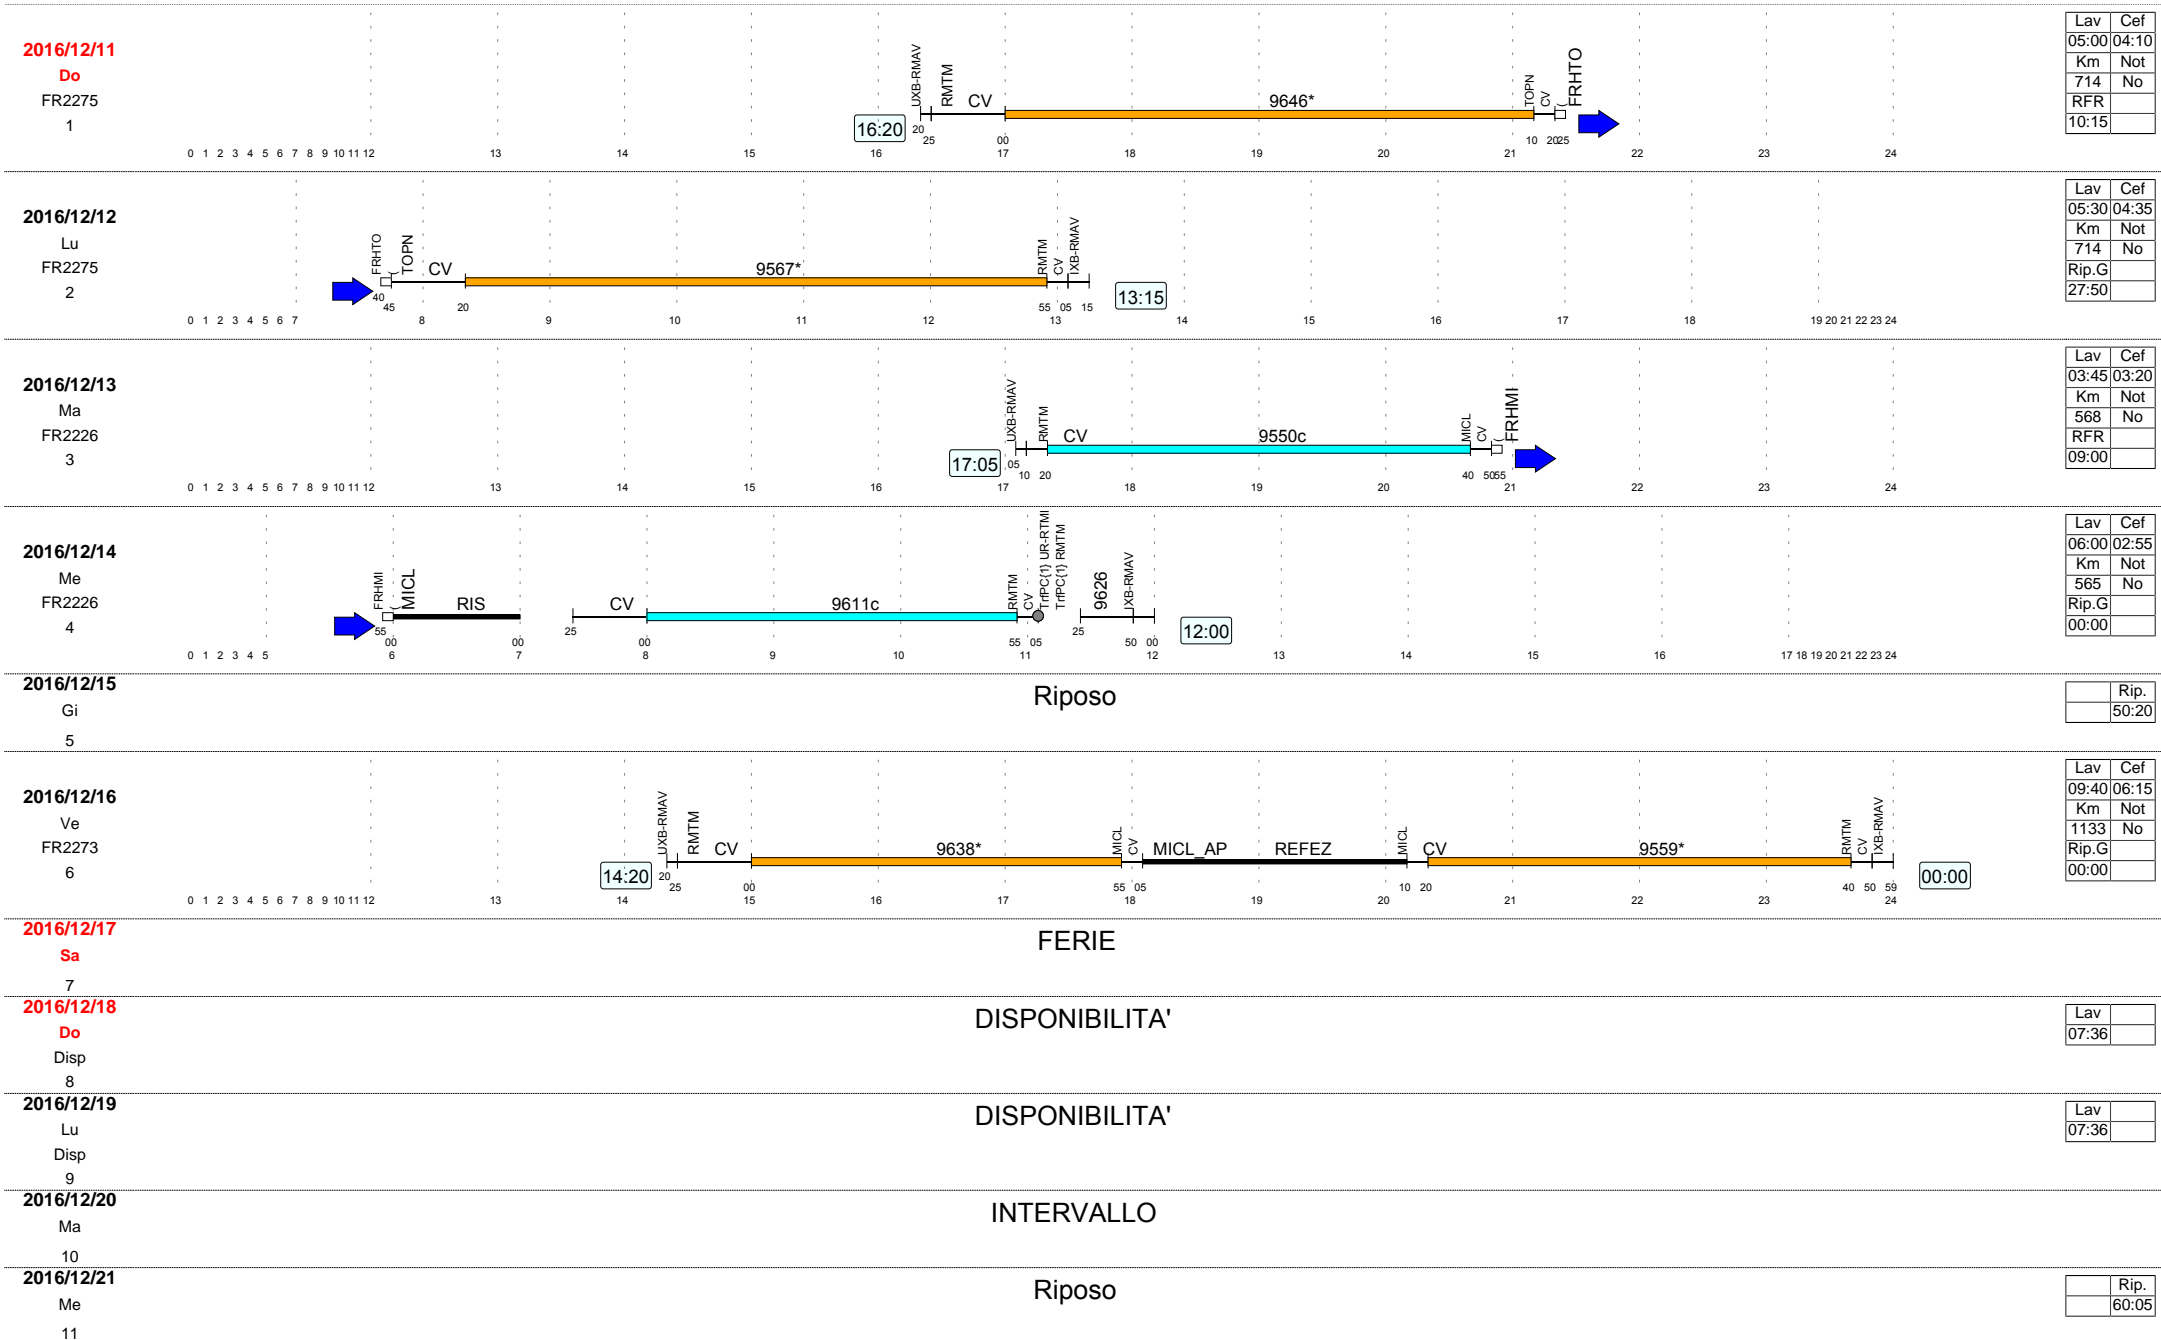 2016/12/11
Do
FR2275
1
16:20
UXB-RMAV
RMTM
CV
9646*
TOPN
CV
(
FRHTO
20 25 00 10 20 25
0 1 2 3 4 5 6 7 8 9 10 11 12 13 14 15 16 17 18 19 20 21 22 23 24
Lav Cef
05:00 04:10
Km Not
714 No
RFR
10:15
2016/12/12
Lu
FR2275
2
FRHTO
(
TOPN
CV
9567*
RMTM
CV
IXB-RMAV
13:15
40 45 20 55 05 15
0 1 2 3 4 5 6 7 8 9 10 11 12 13 14 15 16 17 18 19 20 21 22 23 24
Lav Cef
05:30 04:35
Km Not
714 No
Rip.G
27:50
2016/12/13
Ma
FR2226
3
17:05
UXB-RMAV
RMTM
CV
9550c
MICL
CV
(
FRHMI
05 10 20 40 50 55
0 1 2 3 4 5 6 7 8 9 10 11 12 13 14 15 16 17 18 19 20 21 22 23 24
Lav Cef
03:45 03:20
Km Not
568 No
RFR
09:00
2016/12/14
Me
FR2226
4
FRHMI
(
MICL
RIS
CV
9611c
RMTM
CV
TrfPC{1} UR-RTMI
TrfPC{1} RMTM
9626
IXB-RMAV
12:00
55 00 00 25 00 55 05 25 50 00
0 1 2 3 4 5 6 7 8 9 10 11 12 13 14 15 16 17 18 19 20 21 22 23 24
Lav Cef
06:00 02:55
Km Not
565 No
Rip.G
00:00
2016/12/15
Gi
5
Riposo
Rip.
50:20
2016/12/16
Ve
FR2273
6
14:20
UXB-RMAV
RMTM
CV
9638*
MICL
CV
MICL_AP
REFEZ
MICL
CV
9559*
RMTM
CV
IXB-RMAV
00:00
20 25 00 55 05 10 20 40 50 59
0 1 2 3 4 5 6 7 8 9 10 11 12 13 14 15 16 17 18 19 20 21 22 23 24
Lav Cef
09:40 06:15
Km Not
1133 No
Rip.G
00:00
2016/12/17
Sa
7
FERIE
2016/12/18
Do
Disp
8
DISPONIBILITA'
Lav
07:36
2016/12/19
Lu
Disp
9
DISPONIBILITA'
Lav
07:36
2016/12/20
Ma
10
INTERVALLO
2016/12/21
Me
11
Riposo
Rip.
60:05